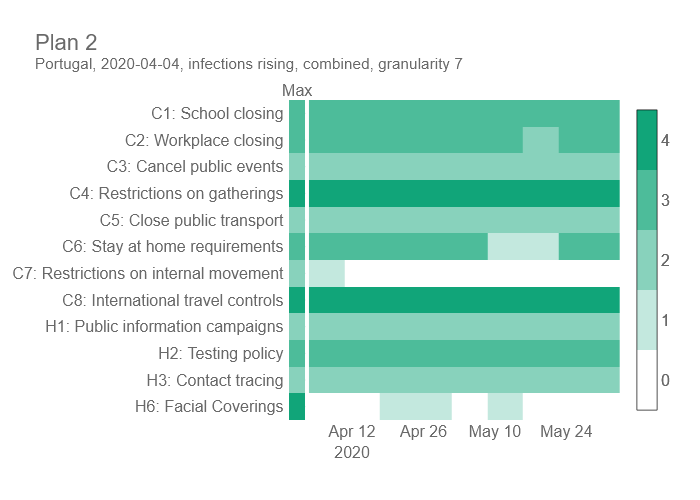 Plan 2
Portugal, 2020-04-04, infections rising, combined, granularity 7
Max
C1: School closing
C2: Workplace closing
C3: Cancel public events
C4: Restrictions on gatherings
C5: Close public transport
C6: Stay at home requirements
C7: Restrictions on internal movement
C8: International travel controls
H1: Public information campaigns
H2: Testing policy
H3: Contact tracing
H6: Facial Coverings
Apr 12 Apr 26 May 10 May 24
2020
4
3
2
1
0